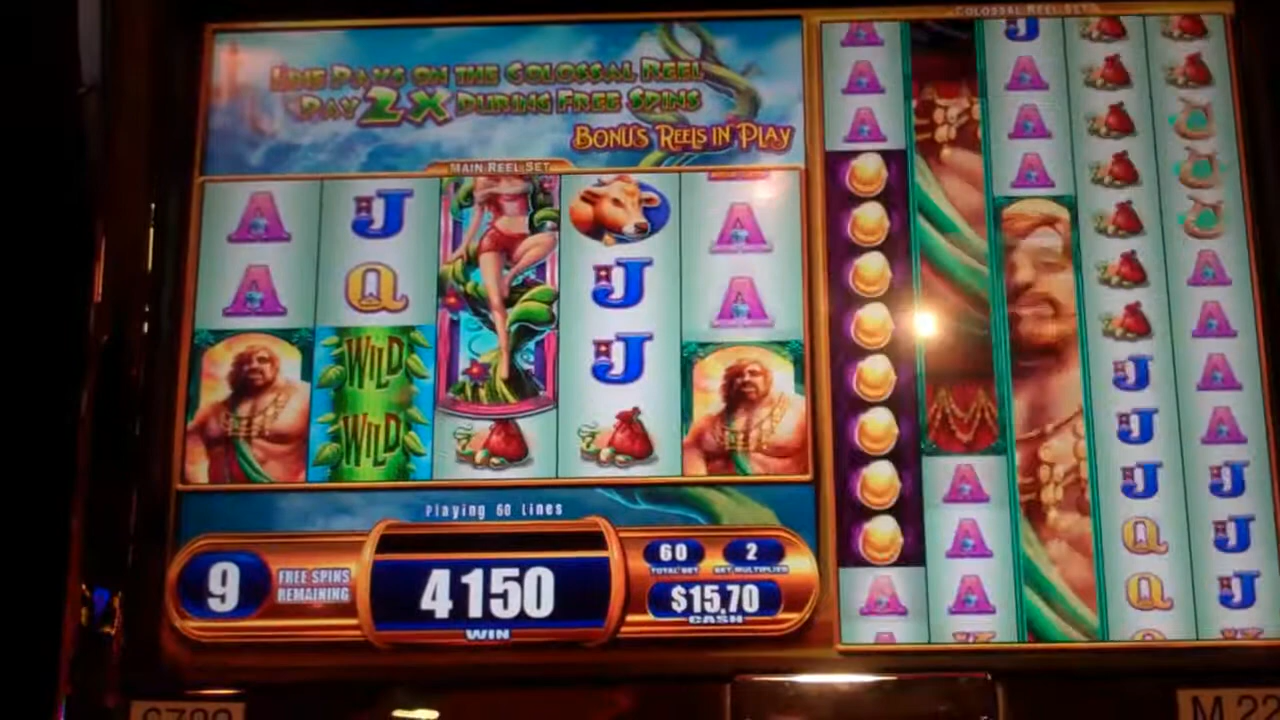 COLOSSAL REEL SET
LINE PAYS ON THE COLOSSAL REEL
PAY 2X DURING FREE SPINS
BONUS REELS IN PLAY
MAIN REEL SET
A J A
A Q J A
WILD J
WILD
Playing 60 Lines
9 FREE SPINS REMAINING
4150
WIN
60 TOTAL BET
2 BET MULTIPLIER
$15.70
CASH
A J
A A
A A
A
A
A
J A
J A
A J J
A Q J
A A Q J
M 22